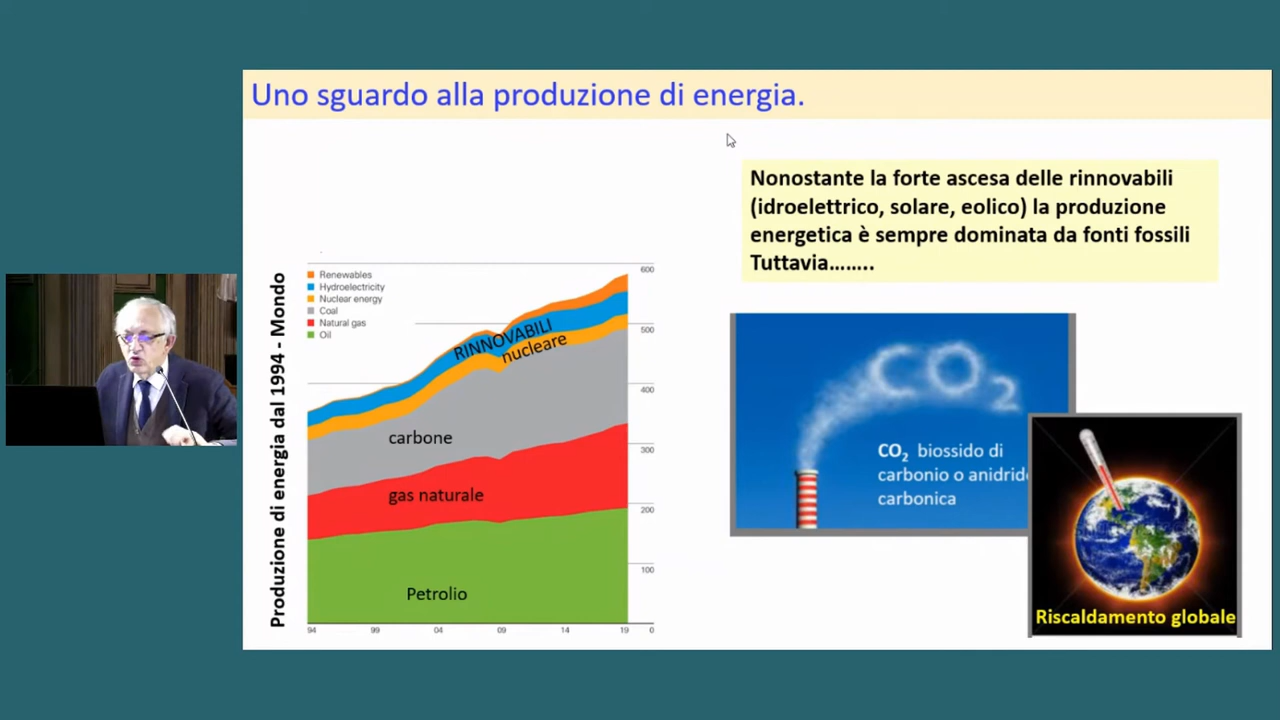 Uno sguardo alla produzione di energia.
Nonostante la forte ascesa delle rinnovabili
(idroelettrico, solare, eolico) la produzione
energetica è sempre dominata da fonti fossili
Tuttavia……..
Produzione di energia dal 1994 - Mondo
Renewables
Hydroelectricity
Nuclear energy
Coal
Natural gas
Oil
600
500
400
300
200
100
0
RINNOVABILI
nucleare
carbone
gas naturale
Petrolio
94 99 04 09 14 19
CO2
CO2 biossido di
carbonio o anidride
carbonica
Riscaldamento globale